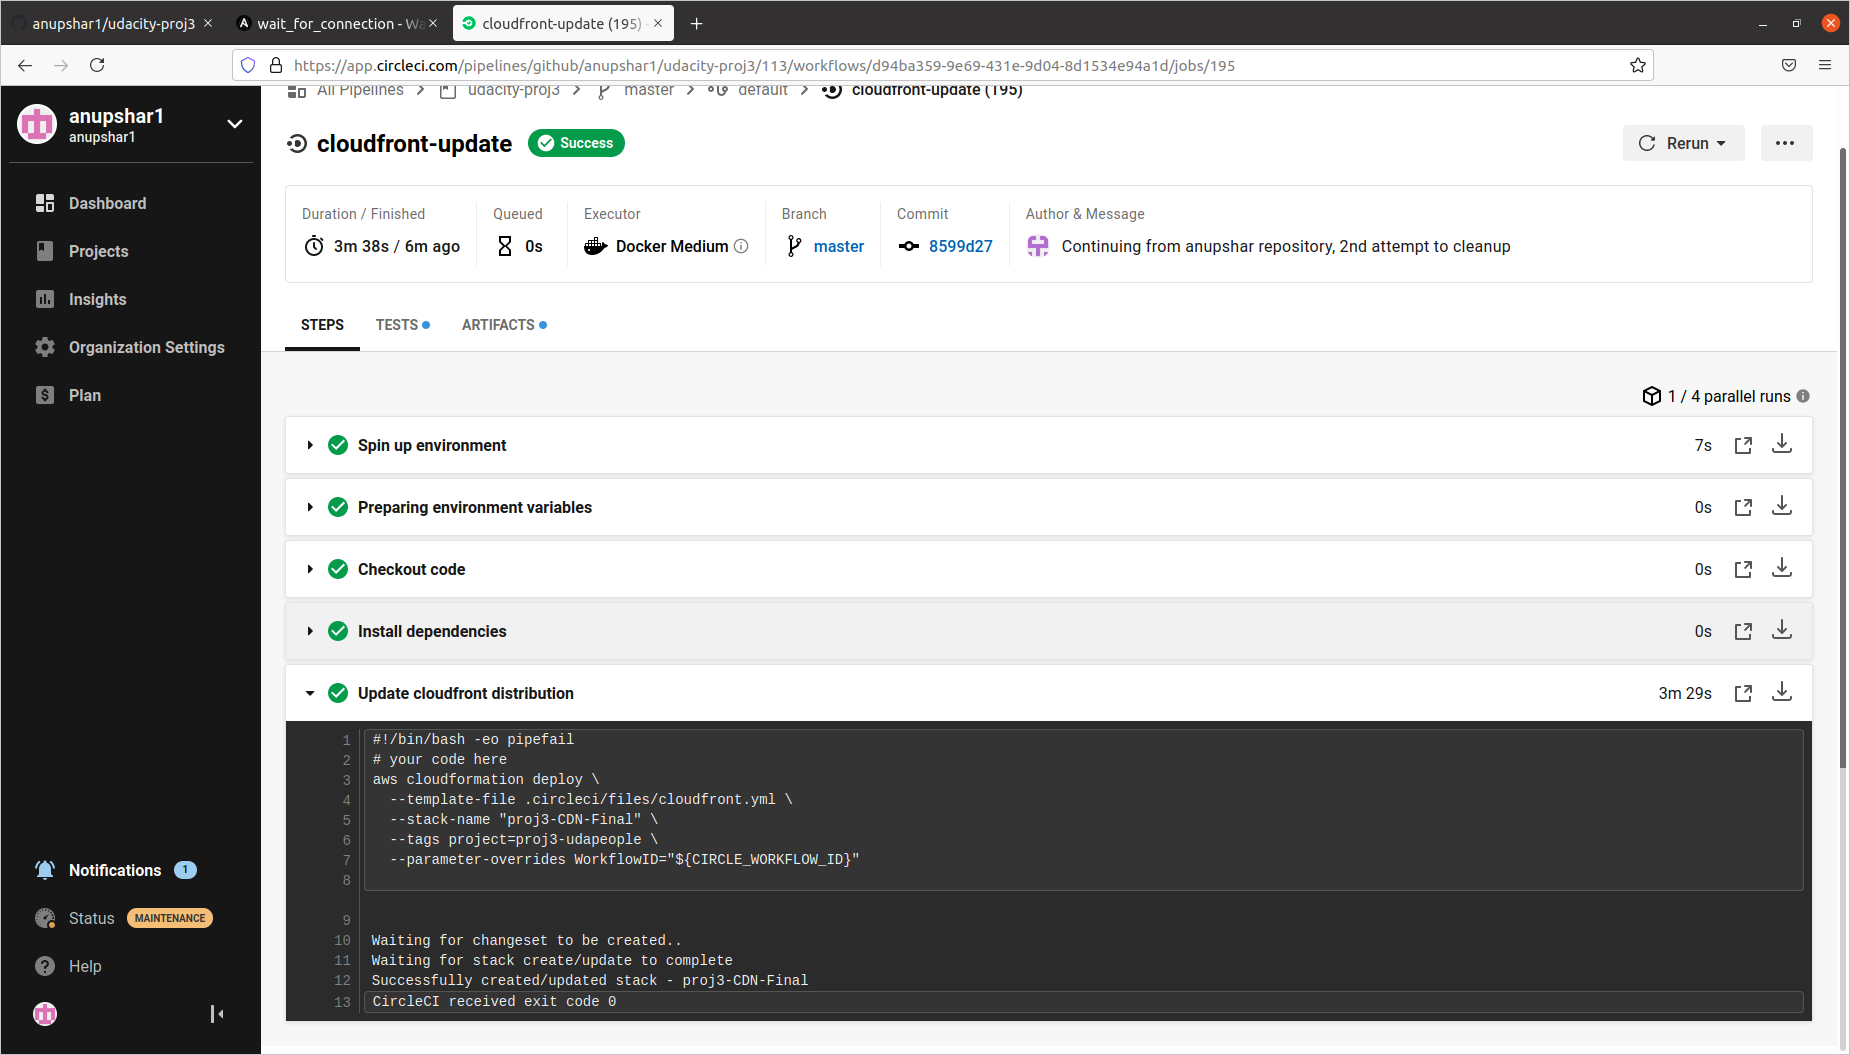 anupshar1/udacity-proj3
wait_for_connection - Wa
cloudfront-update (195) -
https://app.circleci.com/pipelines/github/anupshar1/udacity-proj3/113/workflows/d94ba359-9e69-431e-9d04-8d1534e94a1d/jobs/195
anupshar1
anupshar1
Dashboard
Projects
Insights
Organization Settings
Plan
Notifications 1
Status MAINTENANCE
Help
All Pipelines > udacity-proj3 > master > default > cloudfront-update (195)
cloudfront-update Success
Rerun
Duration / Finished Queued Executor Branch Commit Author & Message
3m 38s / 6m ago 0s Docker Medium master 8599d27 Continuing from anupshar repository, 2nd attempt to cleanup
STEPS TESTS ARTIFACTS
1 / 4 parallel runs
Spin up environment 7s
Preparing environment variables 0s
Checkout code 0s
Install dependencies 0s
Update cloudfront distribution 3m 29s
1 #!/bin/bash -eo pipefail
2 # your code here
3 aws cloudformation deploy \
4 --template-file .circleci/files/cloudfront.yml \
5 --stack-name "proj3-CDN-Final" \
6 --tags project=proj3-udapeople \
7 --parameter-overrides WorkflowID="${CIRCLE_WORKFLOW_ID}"
8
9
10 Waiting for changeset to be created..
11 Waiting for stack create/update to complete
12 Successfully created/updated stack - proj3-CDN-Final
13 CircleCI received exit code 0